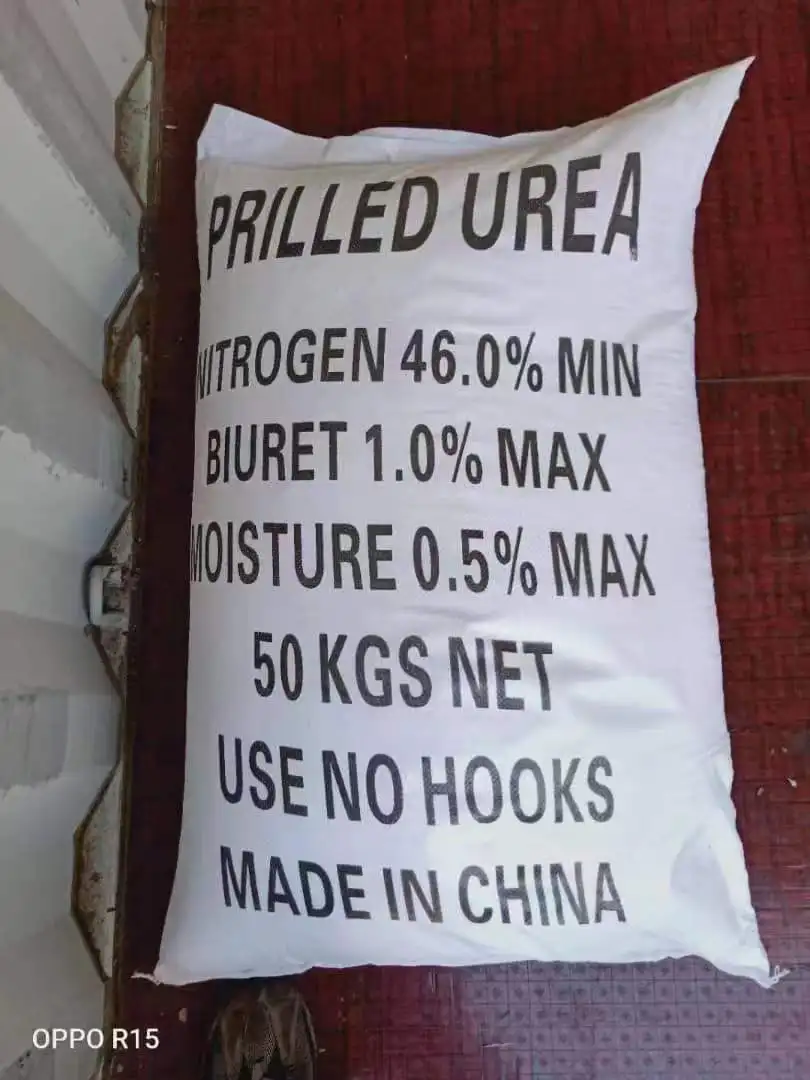 PRILLED UREA
NITROGEN 46.0% MIN
BIURET 1.0% MAX
MOISTURE 0.5% MAX
50 KGS NET
USE NO HOOKS
MADE IN CHINA
OPPO R15